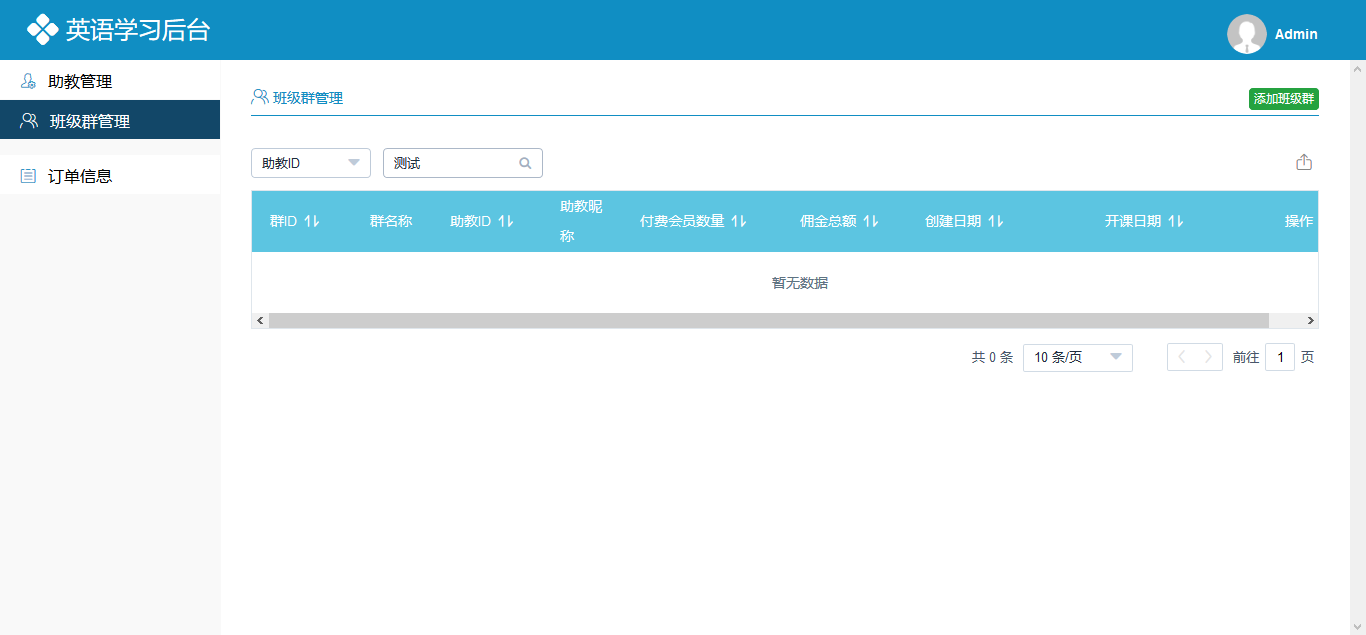 英语学习后台
Admin
助教管理
班级群管理
订单信息
班级群管理
添加班级群
助教ID
测试
群ID 群名称 助教ID 助教昵称 付费会员数量 佣金总额 创建日期 开课日期 操作
暂无数据
共 0 条 10 条/页 前往 1 页